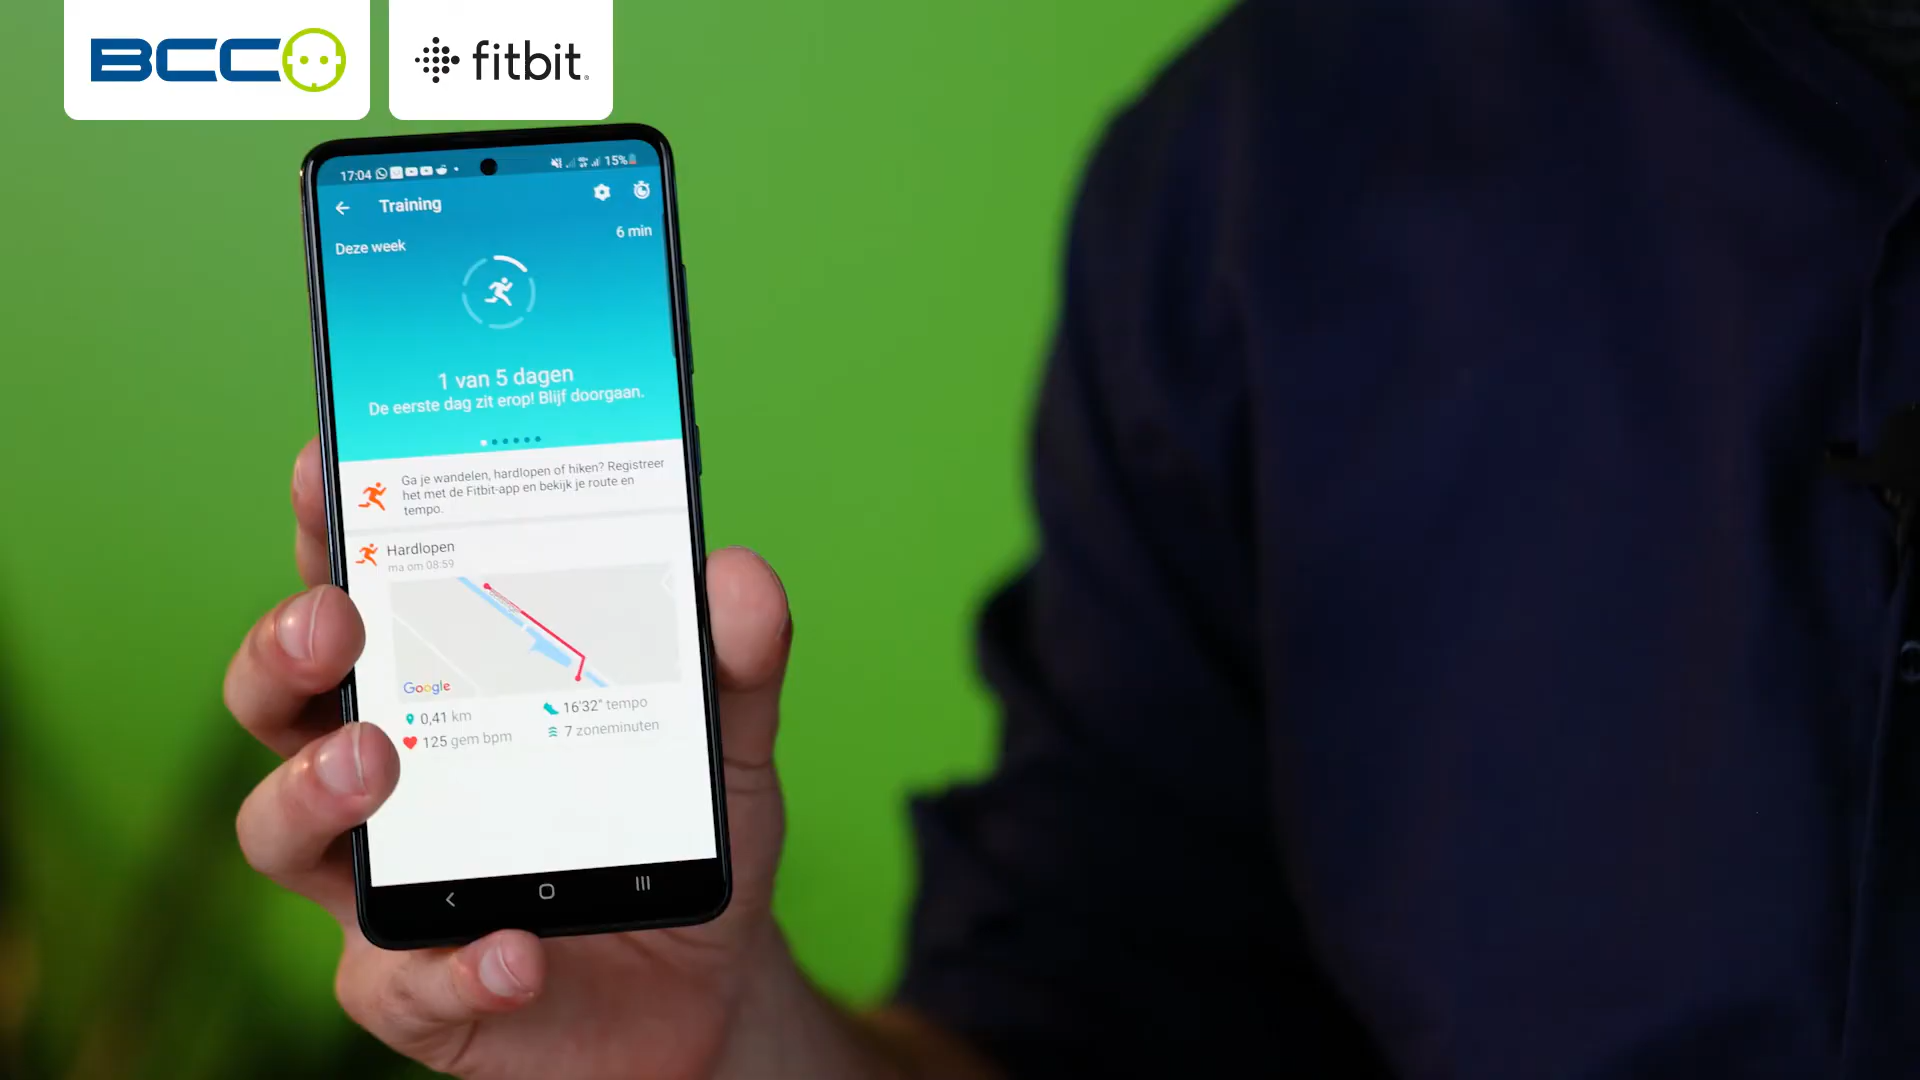 BCC
fitbit
17:04
15%
Training
Deze week
6 min
1 van 5 dagen
De eerste dag zit erop! Blijf doorgaan.
Ga je wandelen, hardlopen of hiken? Registreer
het met de Fitbit-app en bekijk je route en
tempo.
Hardlopen
ma om 08:59
Google
0,41 km
16'32" tempo
125 gem bpm
7 zoneminuten